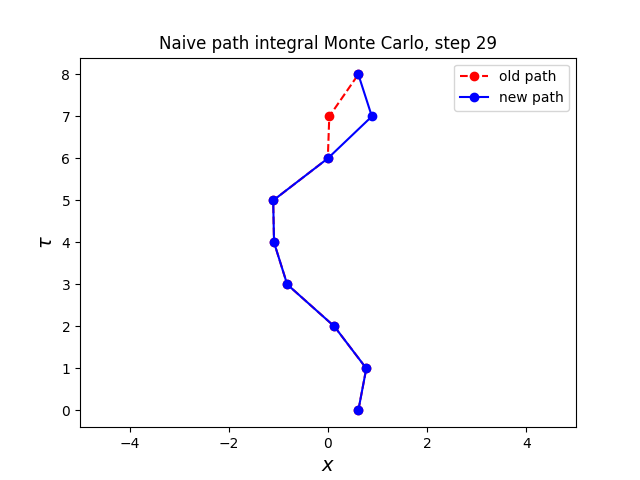 Naive path integral Monte Carlo, step 29
old path
new path
8
7
6
5
4
3
2
1
0
τ
−4 −2 0 2 4
x